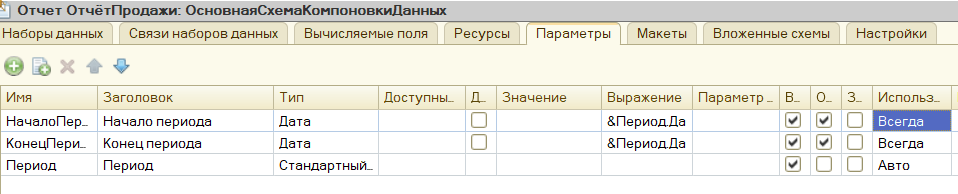 Отчет ОтчётПродажи: ОсновнаяСхемаКомпоновкиДанных
Наборы данных Связи наборов данных Вычисляемые поля Ресурсы Параметры Макеты Вложенные схемы Настройки
Имя Заголовок Тип Доступны... Д... Значение Выражение Параметр ... В... О... З... Использ...
НачалоПер... Начало периода Дата &Период.Да Всегда
КонецПери... Конец периода Дата &Период.Да Всегда
Период Период Стандартный... Авто